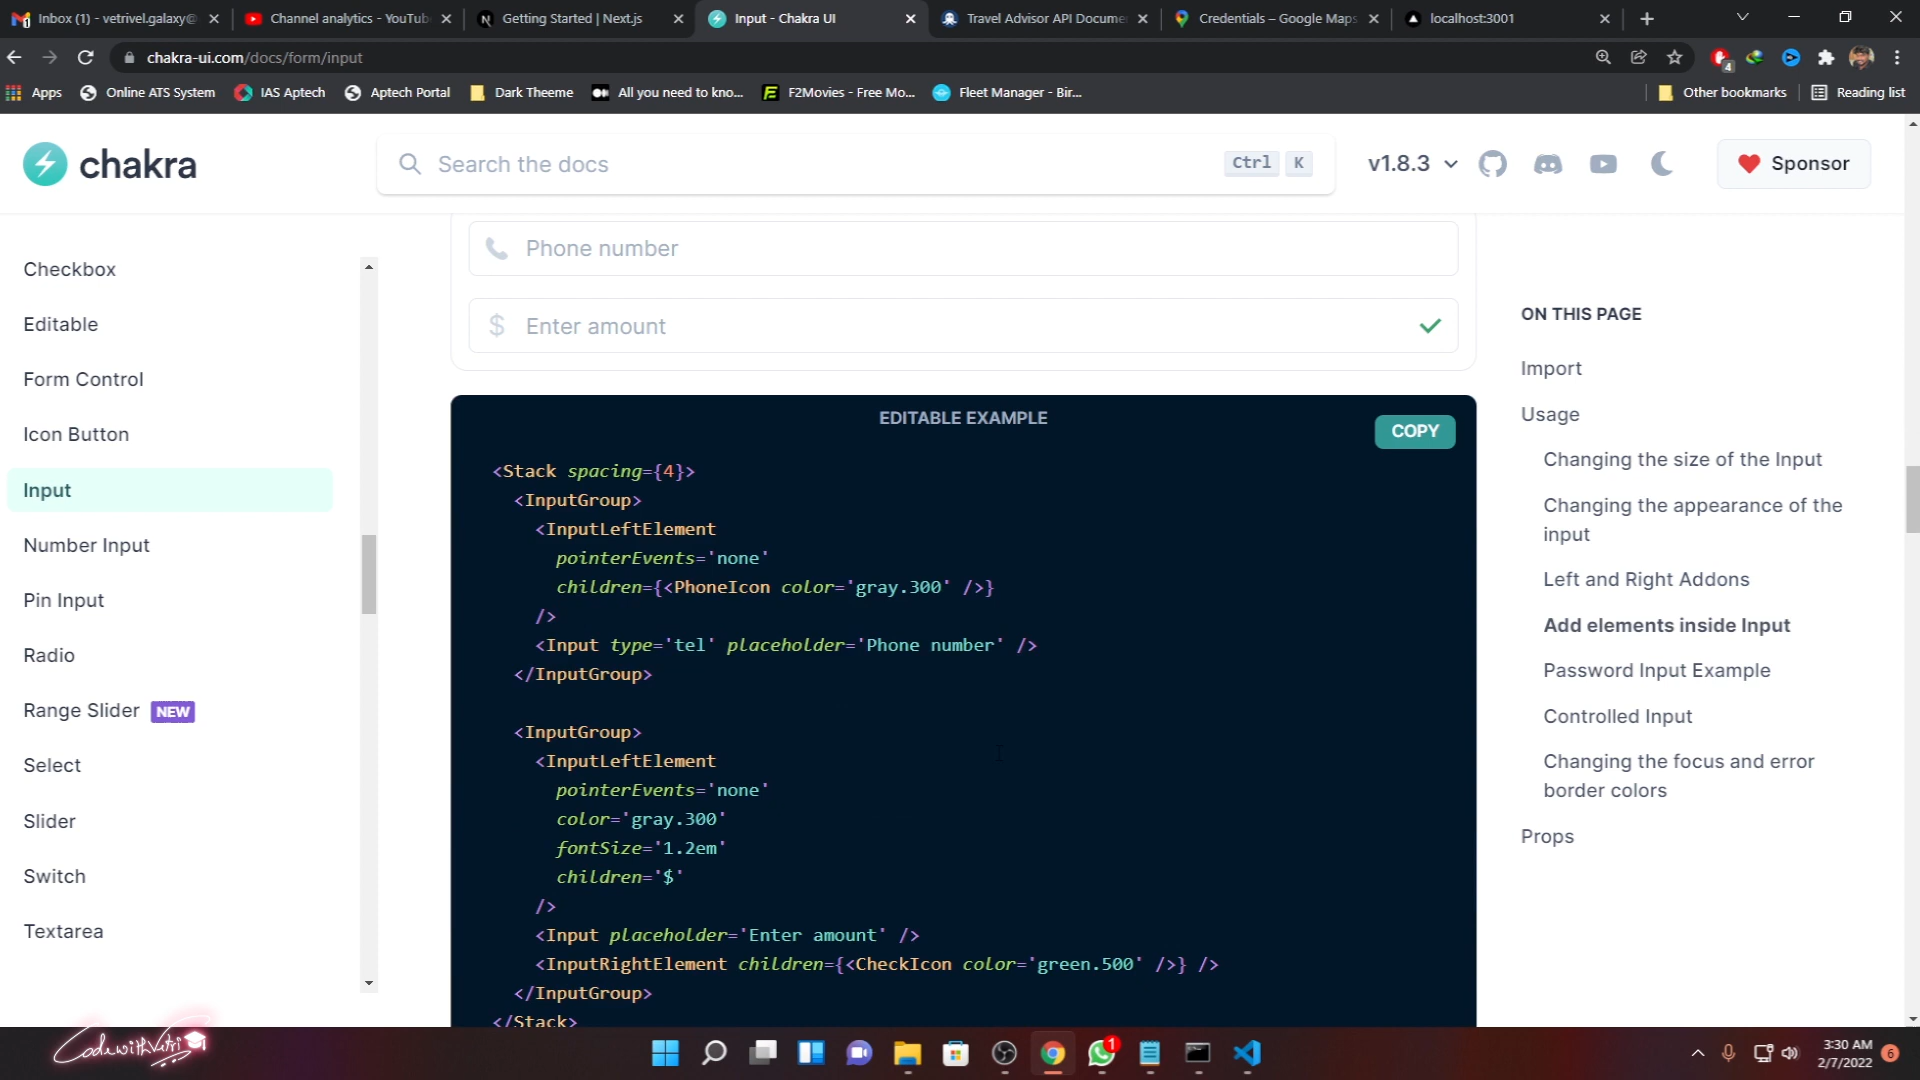 Inbox (1) - vetrivel.galaxy@
Channel analytics - YouTub
Getting Started | Next.js
Input - Chakra UI
Travel Advisor API Docume
Credentials – Google Maps
localhost:3001
chakra-ui.com/docs/form/input
4
Apps
Online ATS System
IAS Aptech
Aptech Portal
Dark Theeme
All you need to kno...
F2Movies - Free Mo...
Fleet Manager - Bir...
Other bookmarks
Reading list
chakra
Search the docs
Ctrl K
v1.8.3
Sponsor
Checkbox
Editable
Form Control
Icon Button
Input
Number Input
Pin Input
Radio
Range Slider NEW
Select
Slider
Switch
Textarea
Phone number
$ Enter amount
EDITABLE EXAMPLE
COPY
<Stack spacing={4}>
<InputGroup>
<InputLeftElement
pointerEvents='none'
children={<PhoneIcon color='gray.300' />}
/>
<Input type='tel' placeholder='Phone number' />
</InputGroup>
<InputGroup>
<InputLeftElement
pointerEvents='none'
color='gray.300'
fontSize='1.2em'
children='$'
/>
<Input placeholder='Enter amount' />
<InputRightElement children={<CheckIcon color='green.500' />} />
</InputGroup>
</Stack>
ON THIS PAGE
Import
Usage
Changing the size of the Input
Changing the appearance of the
input
Left and Right Addons
Add elements inside Input
Password Input Example
Controlled Input
Changing the focus and error
border colors
Props
CodewithVetri
1
3:30 AM
2/7/2022
6